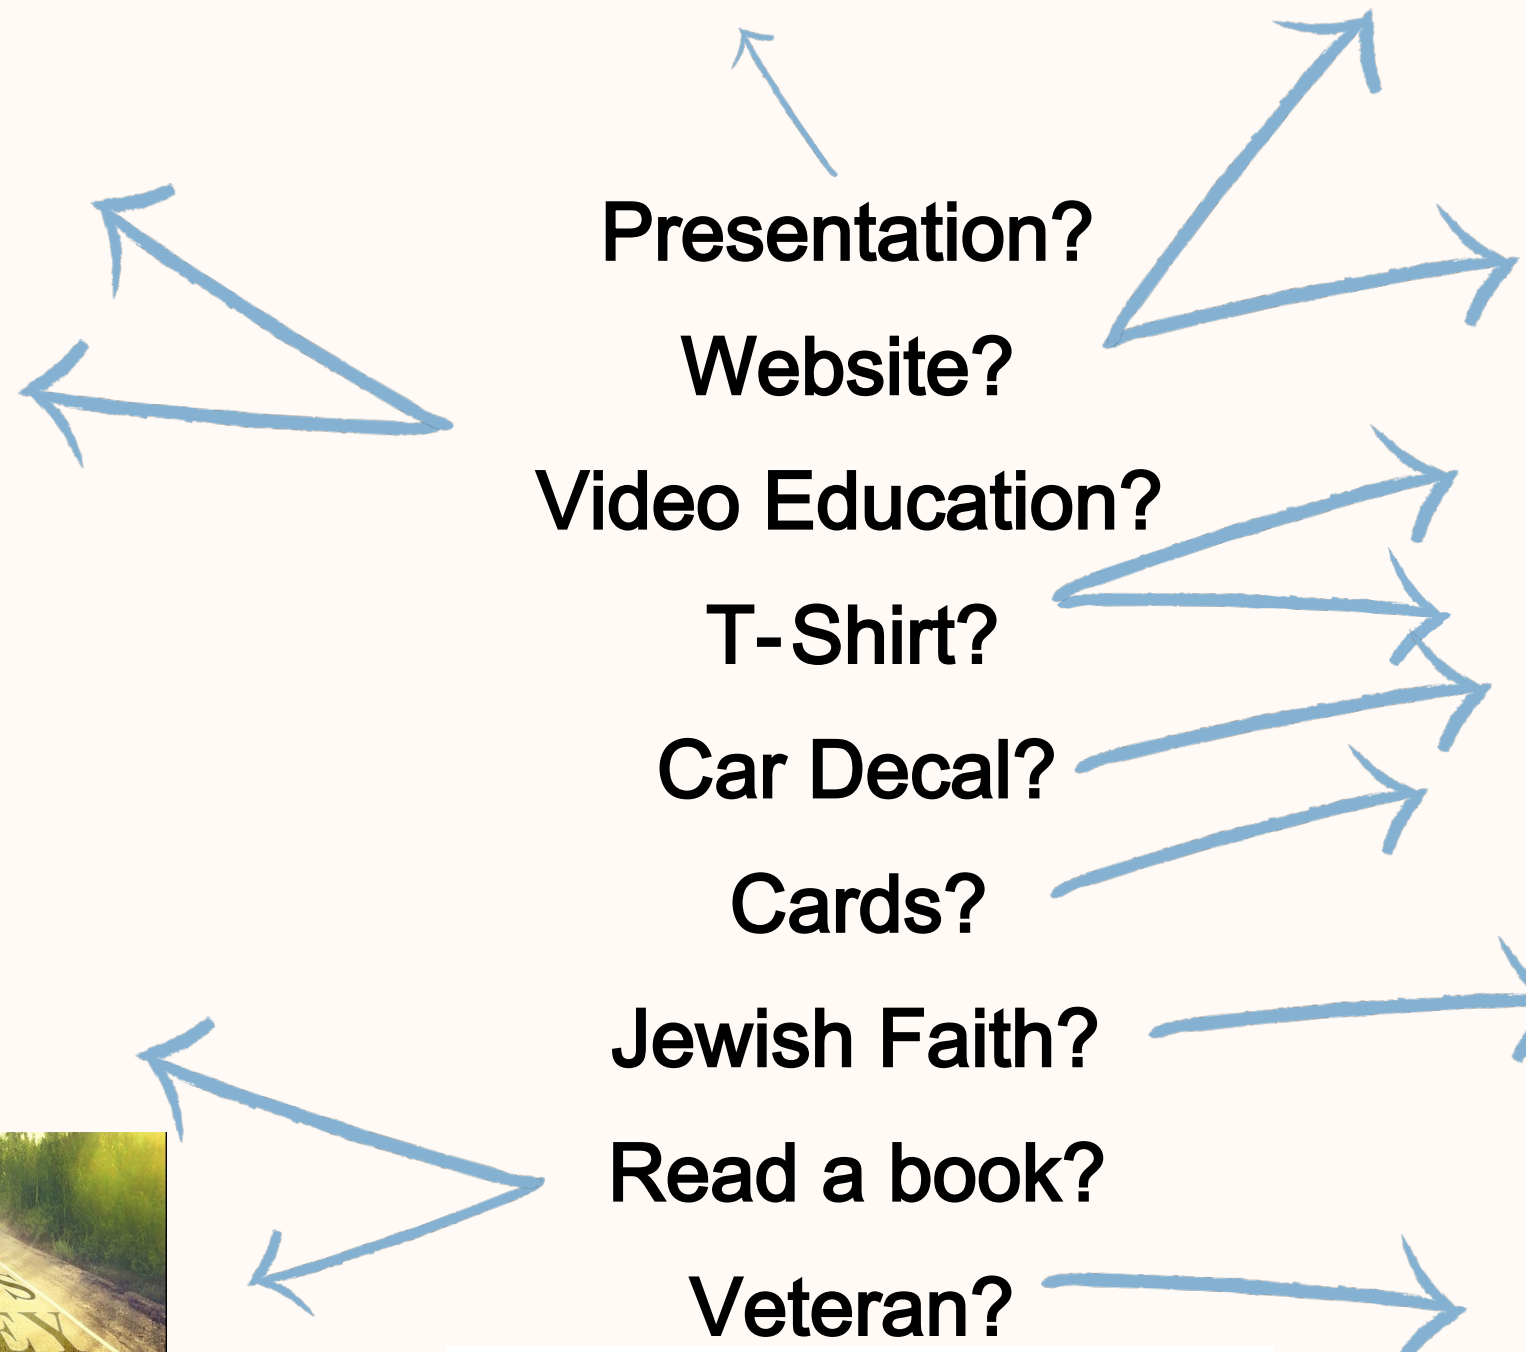 Presentation?
Website?
Video Education?
T-Shirt?
Car Decal?
Cards?
Jewish Faith?
Read a book?
Veteran?